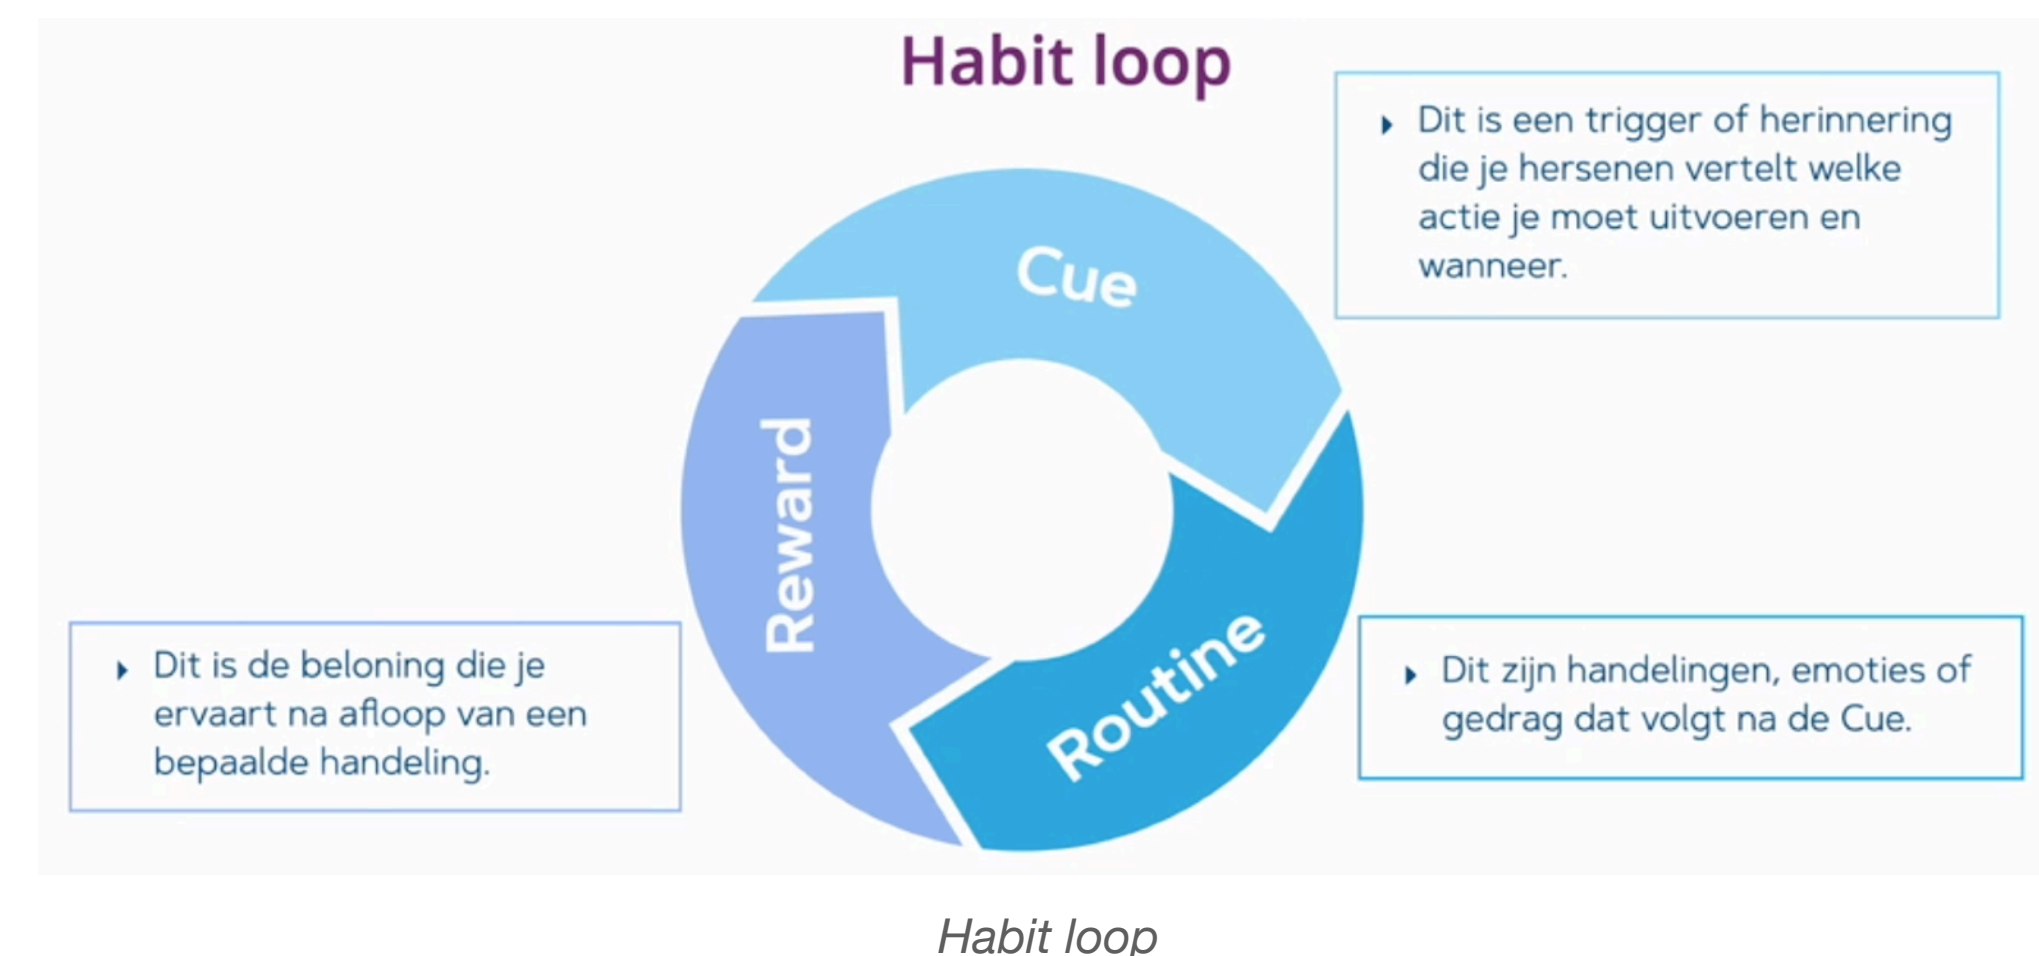 Habit loop
Dit is een trigger of herinnering
die je hersenen vertelt welke
actie je moet uitvoeren en
wanneer.
Cue
Reward
Routine
Dit is de beloning die je
ervaart na afloop van een
bepaalde handeling.
Dit zijn handelingen, emoties of
gedrag dat volgt na de Cue.
Habit loop